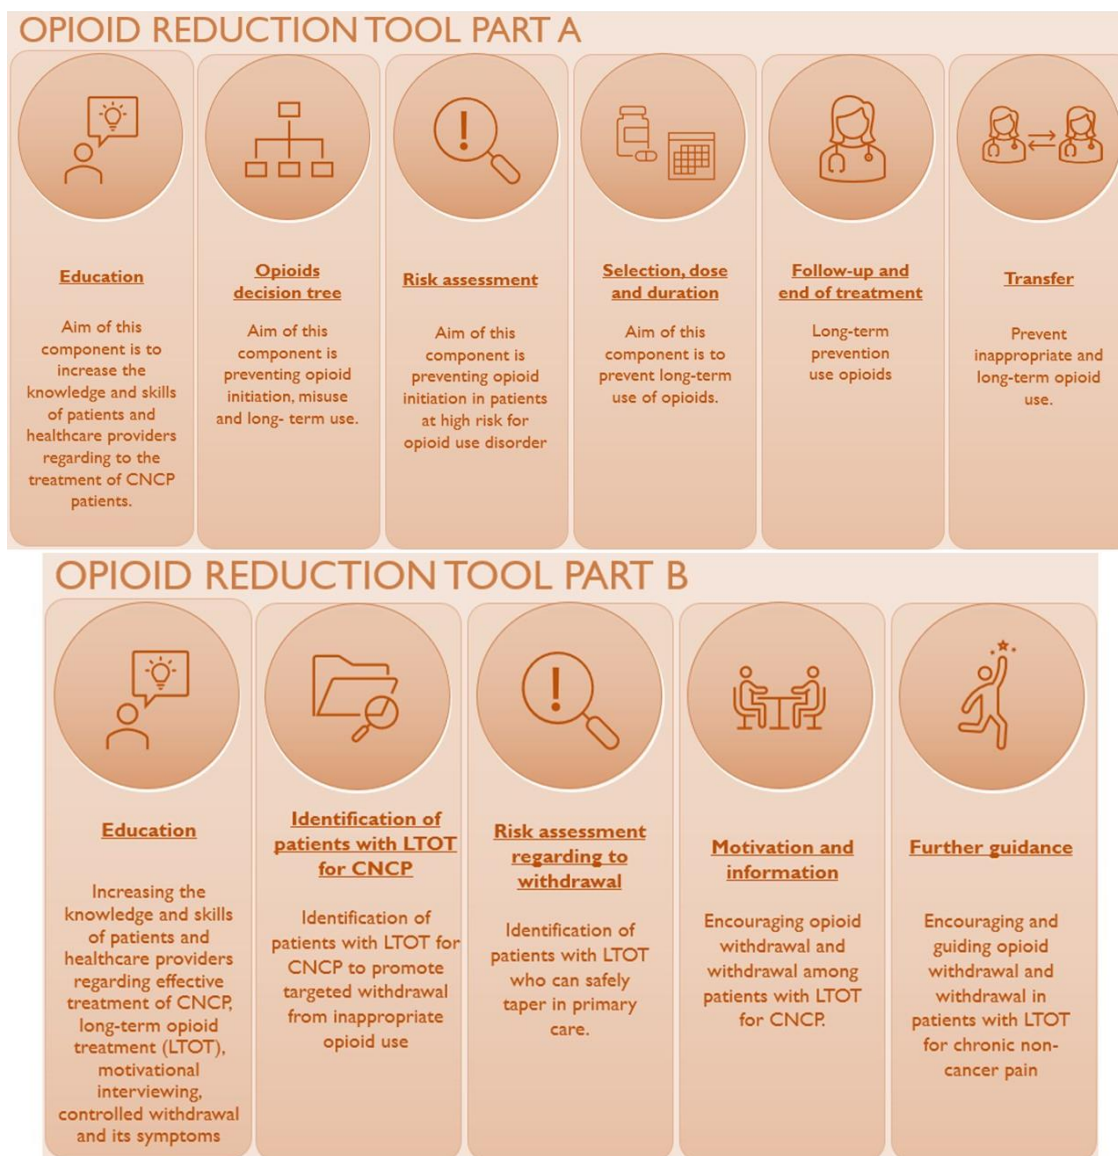 OPIOID REDUCTION TOOL PART A
Education
Aim of this
component is to
increase the
knowledge and skills
of patients and
healthcare providers
regarding to the
treatment of CNCP
patients.
Opioids
decision tree
Aim of this
component is
preventing opioid
initiation, misuse
and long- term use.
Risk assessment
Aim of this
component is
preventing opioid
initiation in patients
at high risk for
opioid use disorder
Selection, dose
and duration
Aim of this
component is to
prevent long-term
use of opioids.
Follow-up and
end of treatment
Long-term
prevention
use opioids
Transfer
Prevent
inappropriate and
long-term opioid
use.
OPIOID REDUCTION TOOL PART B
Education
Increasing the
knowledge and skills
of patients and
healthcare providers
regarding effective
treatment of CNCP,
long-term opioid
treatment (LTOT),
motivational
interviewing,
controlled withdrawal
and its symptoms
Identification of
patients with LTOT
for CNCP
Identification of
patients with LTOT for
CNCP to promote
targeted withdrawal
from inappropriate
opioid use
Risk assessment
regarding to
withdrawal
Identification of
patients with LTOT
who can safely
taper in primary
care.
Motivation and
information
Encouraging opioid
withdrawal and
withdrawal among
patients with LTOT
for CNCP.
Further guidance
Encouraging and
guiding opioid
withdrawal and
withdrawal in
patients with LTOT
for chronic non-
cancer pain